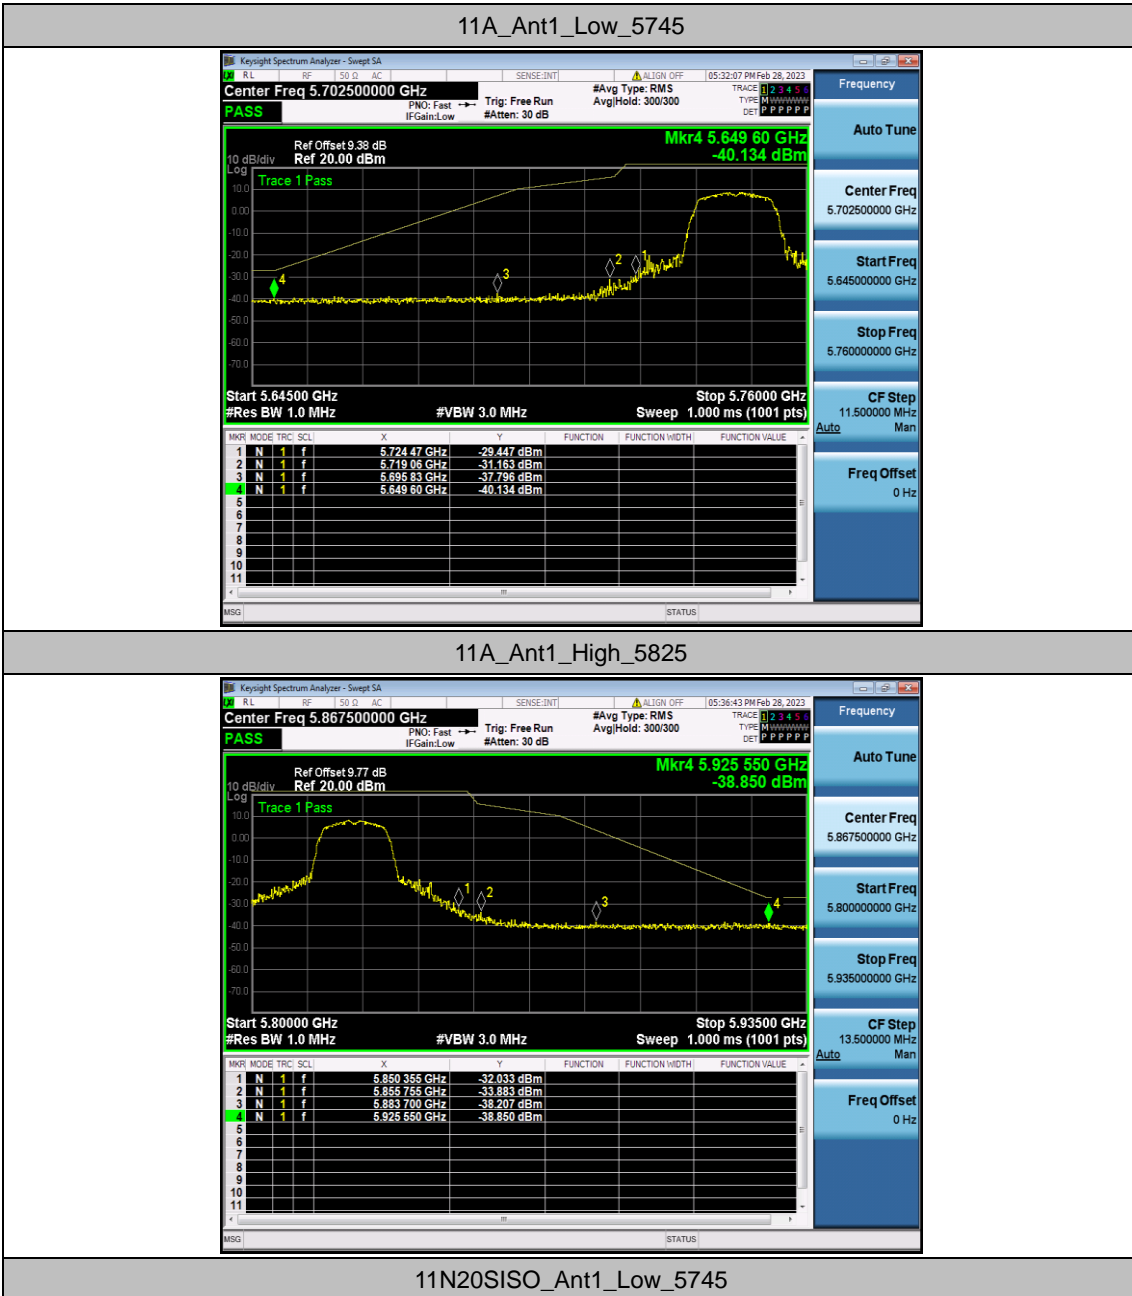 11A_Ant1_Low_5745
Keysight Spectrum Analyzer - Swept SA
RL RF 50 Ω AC SENSE:INT ALIGN OFF 05:32:07 PM Feb 28, 2023
Center Freq 5.702500000 GHz
PASS
PNO: Fast
IFGain:Low
Trig: Free Run
#Atten: 30 dB
#Avg Type: RMS
Avg|Hold: 300/300
TRACE 1 2 3 4 5 6
TYPE M WWWWW
DET P P P P P P
Mkr4 5.649 60 GHz
-40.134 dBm
Ref Offset 9.38 dB
10 dB/div Ref 20.00 dBm
Log
Trace 1 Pass
10.0
0.00
-10.0
-20.0
-30.0
-40.0
-50.0
-60.0
-70.0
4
3
2
1
Start 5.64500 GHz Stop 5.76000 GHz
#Res BW 1.0 MHz #VBW 3.0 MHz Sweep 1.000 ms (1001 pts)
MKR MODE TRC SCL X Y FUNCTION FUNCTION WIDTH FUNCTION VALUE
1 N 1 f 5.724 47 GHz -29.447 dBm
2 N 1 f 5.719 06 GHz -31.163 dBm
3 N 1 f 5.695 83 GHz -37.796 dBm
4 N 1 f 5.649 60 GHz -40.134 dBm
5
6
7
8
9
10
11
MSG STATUS
Frequency
Auto Tune
Center Freq
5.702500000 GHz
Start Freq
5.645000000 GHz
Stop Freq
5.760000000 GHz
CF Step
11.500000 MHz
Auto Man
Freq Offset
0 Hz
11A_Ant1_High_5825
Keysight Spectrum Analyzer - Swept SA
RL RF 50 Ω AC SENSE:INT ALIGN OFF 05:36:43 PM Feb 28, 2023
Center Freq 5.867500000 GHz
PASS
PNO: Fast
IFGain:Low
Trig: Free Run
#Atten: 30 dB
#Avg Type: RMS
Avg|Hold: 300/300
TRACE 1 2 3 4 5 6
TYPE M WWWWW
DET P P P P P P
Mkr4 5.925 550 GHz
-38.850 dBm
Ref Offset 9.77 dB
10 dB/div Ref 20.00 dBm
Log
Trace 1 Pass
10.0
0.00
-10.0
-20.0
-30.0
-40.0
-50.0
-60.0
-70.0
1
2
3
4
Start 5.80000 GHz Stop 5.93500 GHz
#Res BW 1.0 MHz #VBW 3.0 MHz Sweep 1.000 ms (1001 pts)
MKR MODE TRC SCL X Y FUNCTION FUNCTION WIDTH FUNCTION VALUE
1 N 1 f 5.850 355 GHz -32.033 dBm
2 N 1 f 5.855 755 GHz -33.883 dBm
3 N 1 f 5.883 700 GHz -38.207 dBm
4 N 1 f 5.925 550 GHz -38.850 dBm
5
6
7
8
9
10
11
MSG STATUS
Frequency
Auto Tune
Center Freq
5.867500000 GHz
Start Freq
5.800000000 GHz
Stop Freq
5.935000000 GHz
CF Step
13.500000 MHz
Auto Man
Freq Offset
0 Hz
11N20SISO_Ant1_Low_5745